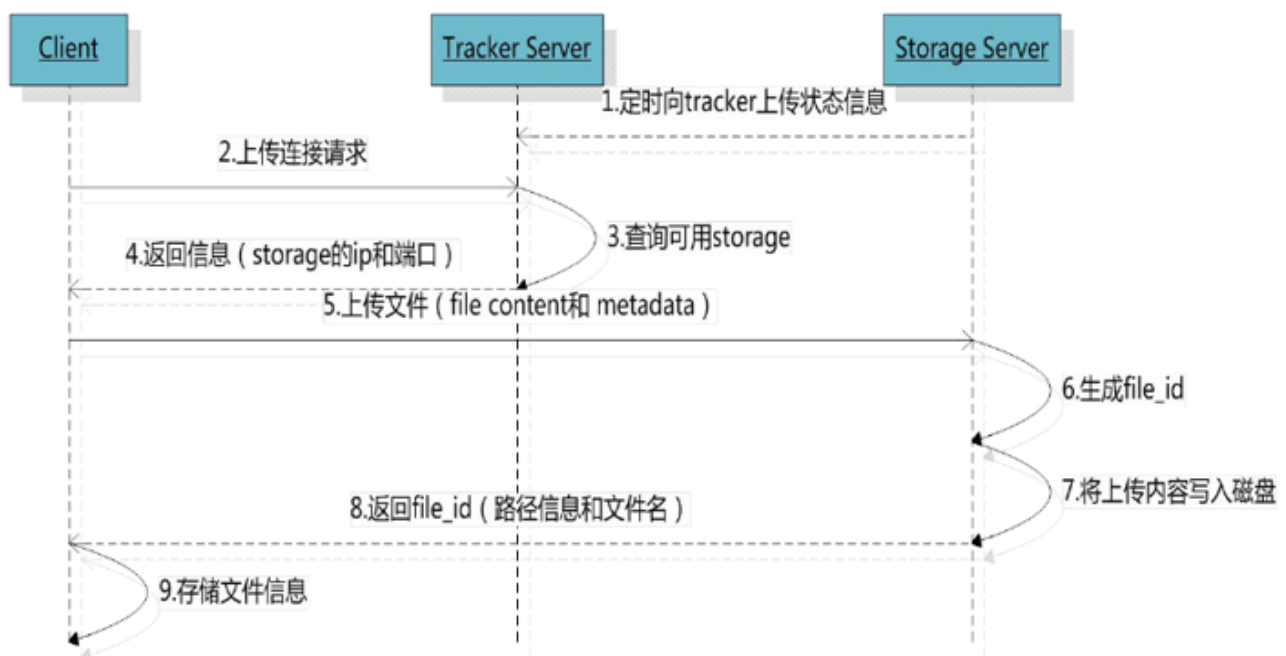 Client
Tracker Server
Storage Server
1.定时向tracker上传状态信息
2.上传连接请求
3.查询可用storage
4.返回信息（storage的ip和端口）
5.上传文件（file content和 metadata）
6.生成file_id
7.将上传内容写入磁盘
8.返回file_id（路径信息和文件名）
9.存储文件信息